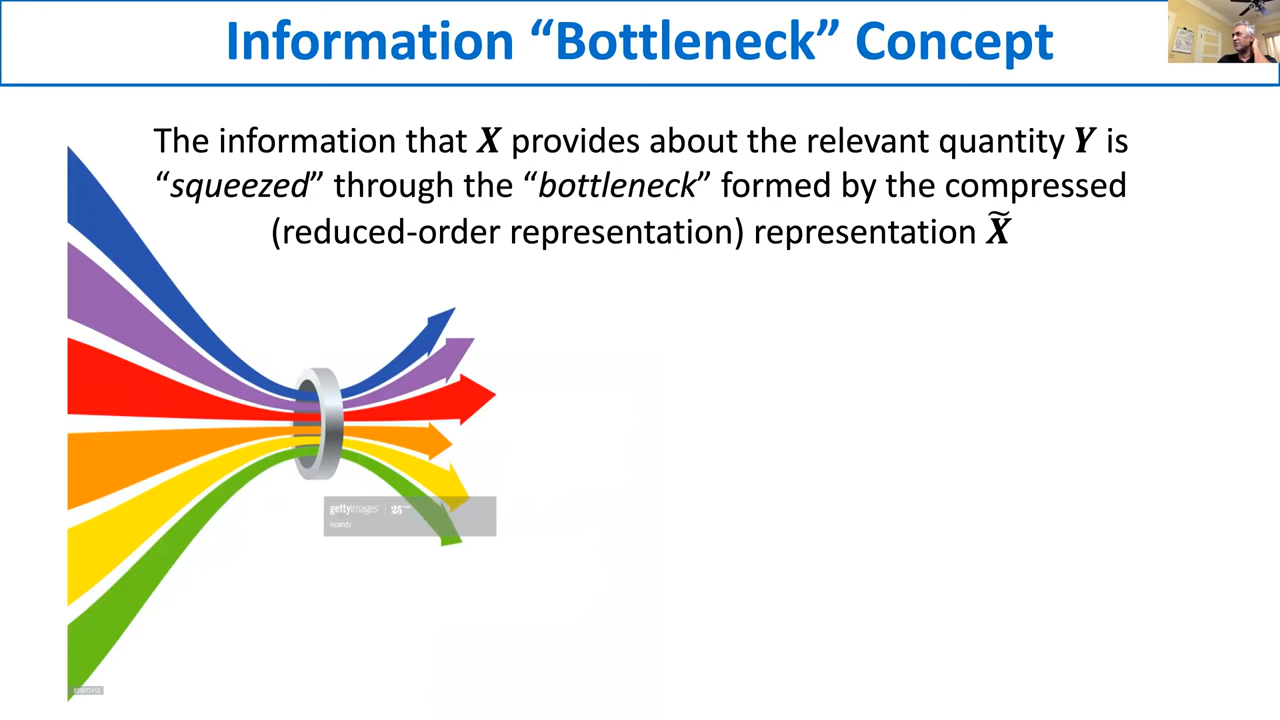 Information “Bottleneck” Concept
The information that X provides about the relevant quantity Y is
“squeezed” through the “bottleneck” formed by the compressed
(reduced-order representation) representation X̃
gettyimages